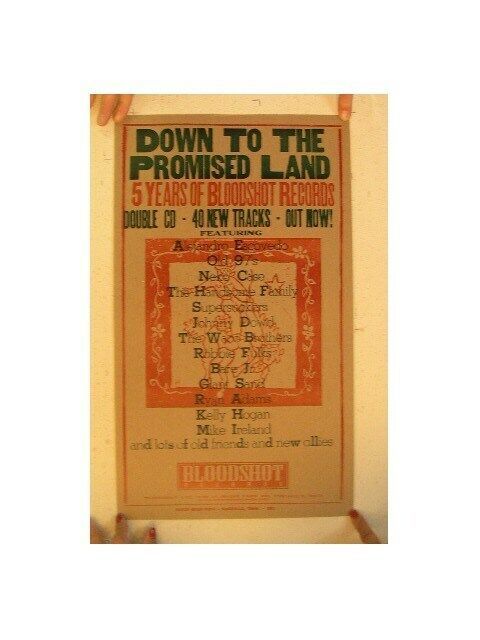 DOWN TO THE
PROMISED LAND
5 YEARS OF BLOODSHOT RECORDS
DOUBLE CD - 40 NEW TRACKS - OUT NOW!
FEATURING
Alejandro Escovedo
Old 97's
Neko Case
The Handsome Family
Supersuckers
Johnny Dowd
The Waco Brothers
Robbie Fulks
Bare Jr.
Giant Sand
Ryan Adams
Kelly Hogan
Mike Ireland
and lots of old friends and new allies
BLOODSHOT